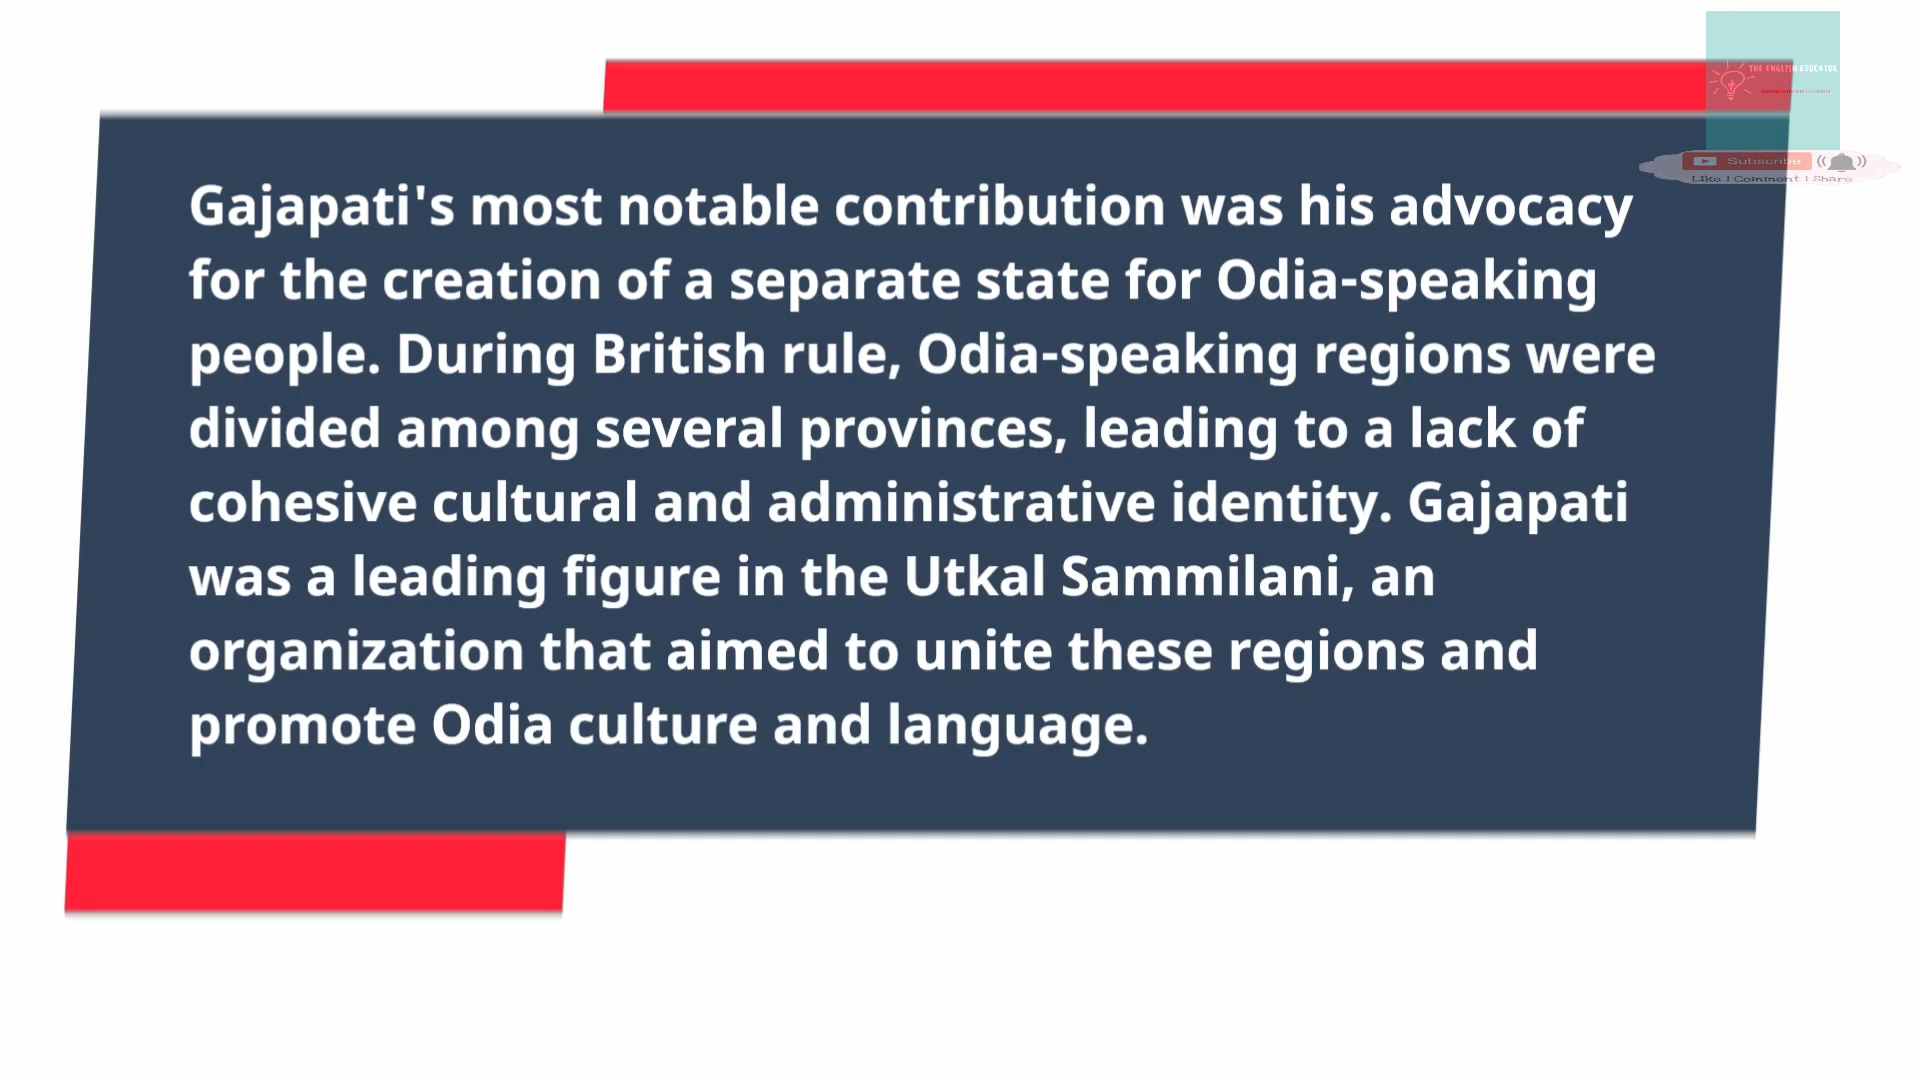 THE ENGLISH EDUCATOR
Subscribe
Like | Comment | Share
Gajapati's most notable contribution was his advocacy
for the creation of a separate state for Odia-speaking
people. During British rule, Odia-speaking regions were
divided among several provinces, leading to a lack of
cohesive cultural and administrative identity. Gajapati
was a leading figure in the Utkal Sammilani, an
organization that aimed to unite these regions and
promote Odia culture and language.